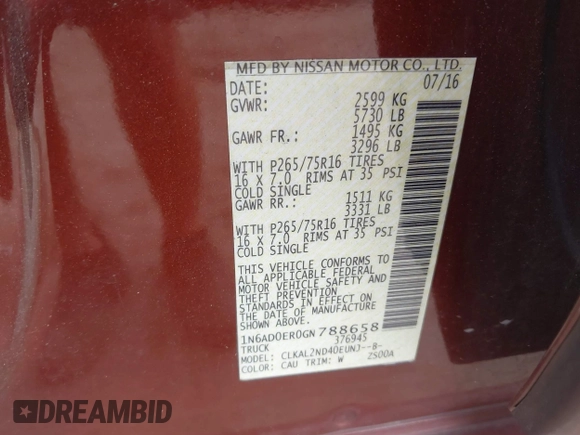 MFD BY NISSAN MOTOR CO., LTD.
DATE: 07/16
GVWR: 2599 KG
5730 LB
GAWR FR.: 1495 KG
3296 LB
WITH P265/75R16 TIRES
16 X 7.0 RIMS AT 35 PSI
COLD SINGLE
GAWR RR.: 1511 KG
3331 LB
WITH P265/75R16 TIRES
16 X 7.0 RIMS AT 35 PSI
COLD SINGLE
THIS VEHICLE CONFORMS TO
ALL APPLICABLE FEDERAL
MOTOR VEHICLE SAFETY AND
THEFT PREVENTION
STANDARDS IN EFFECT ON
THE DATE OF MANUFACTURE
SHOWN ABOVE.
1N6AD0ER0GN788658
TRUCK 376945
MODEL: CLKAL2ND4DEUNJ--B-
COLOR: CAU TRIM: W ZS00A
DREAMBID